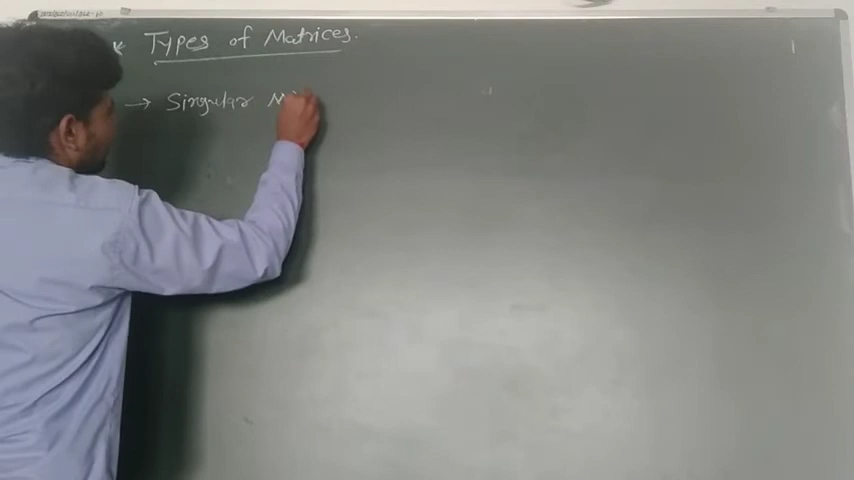 * Types of Matrices.
→ Singular M